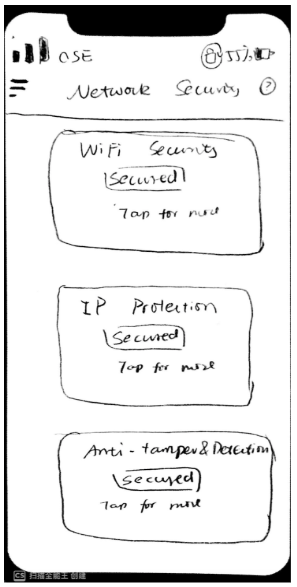 CSE 55%
Network Security ?
WiFi Security
Secured
Tap for more
IP Protection
Secured
Tap for more
Anti-tamper & Detection
Secured
Tap for more
CS 扫描全能王 创建